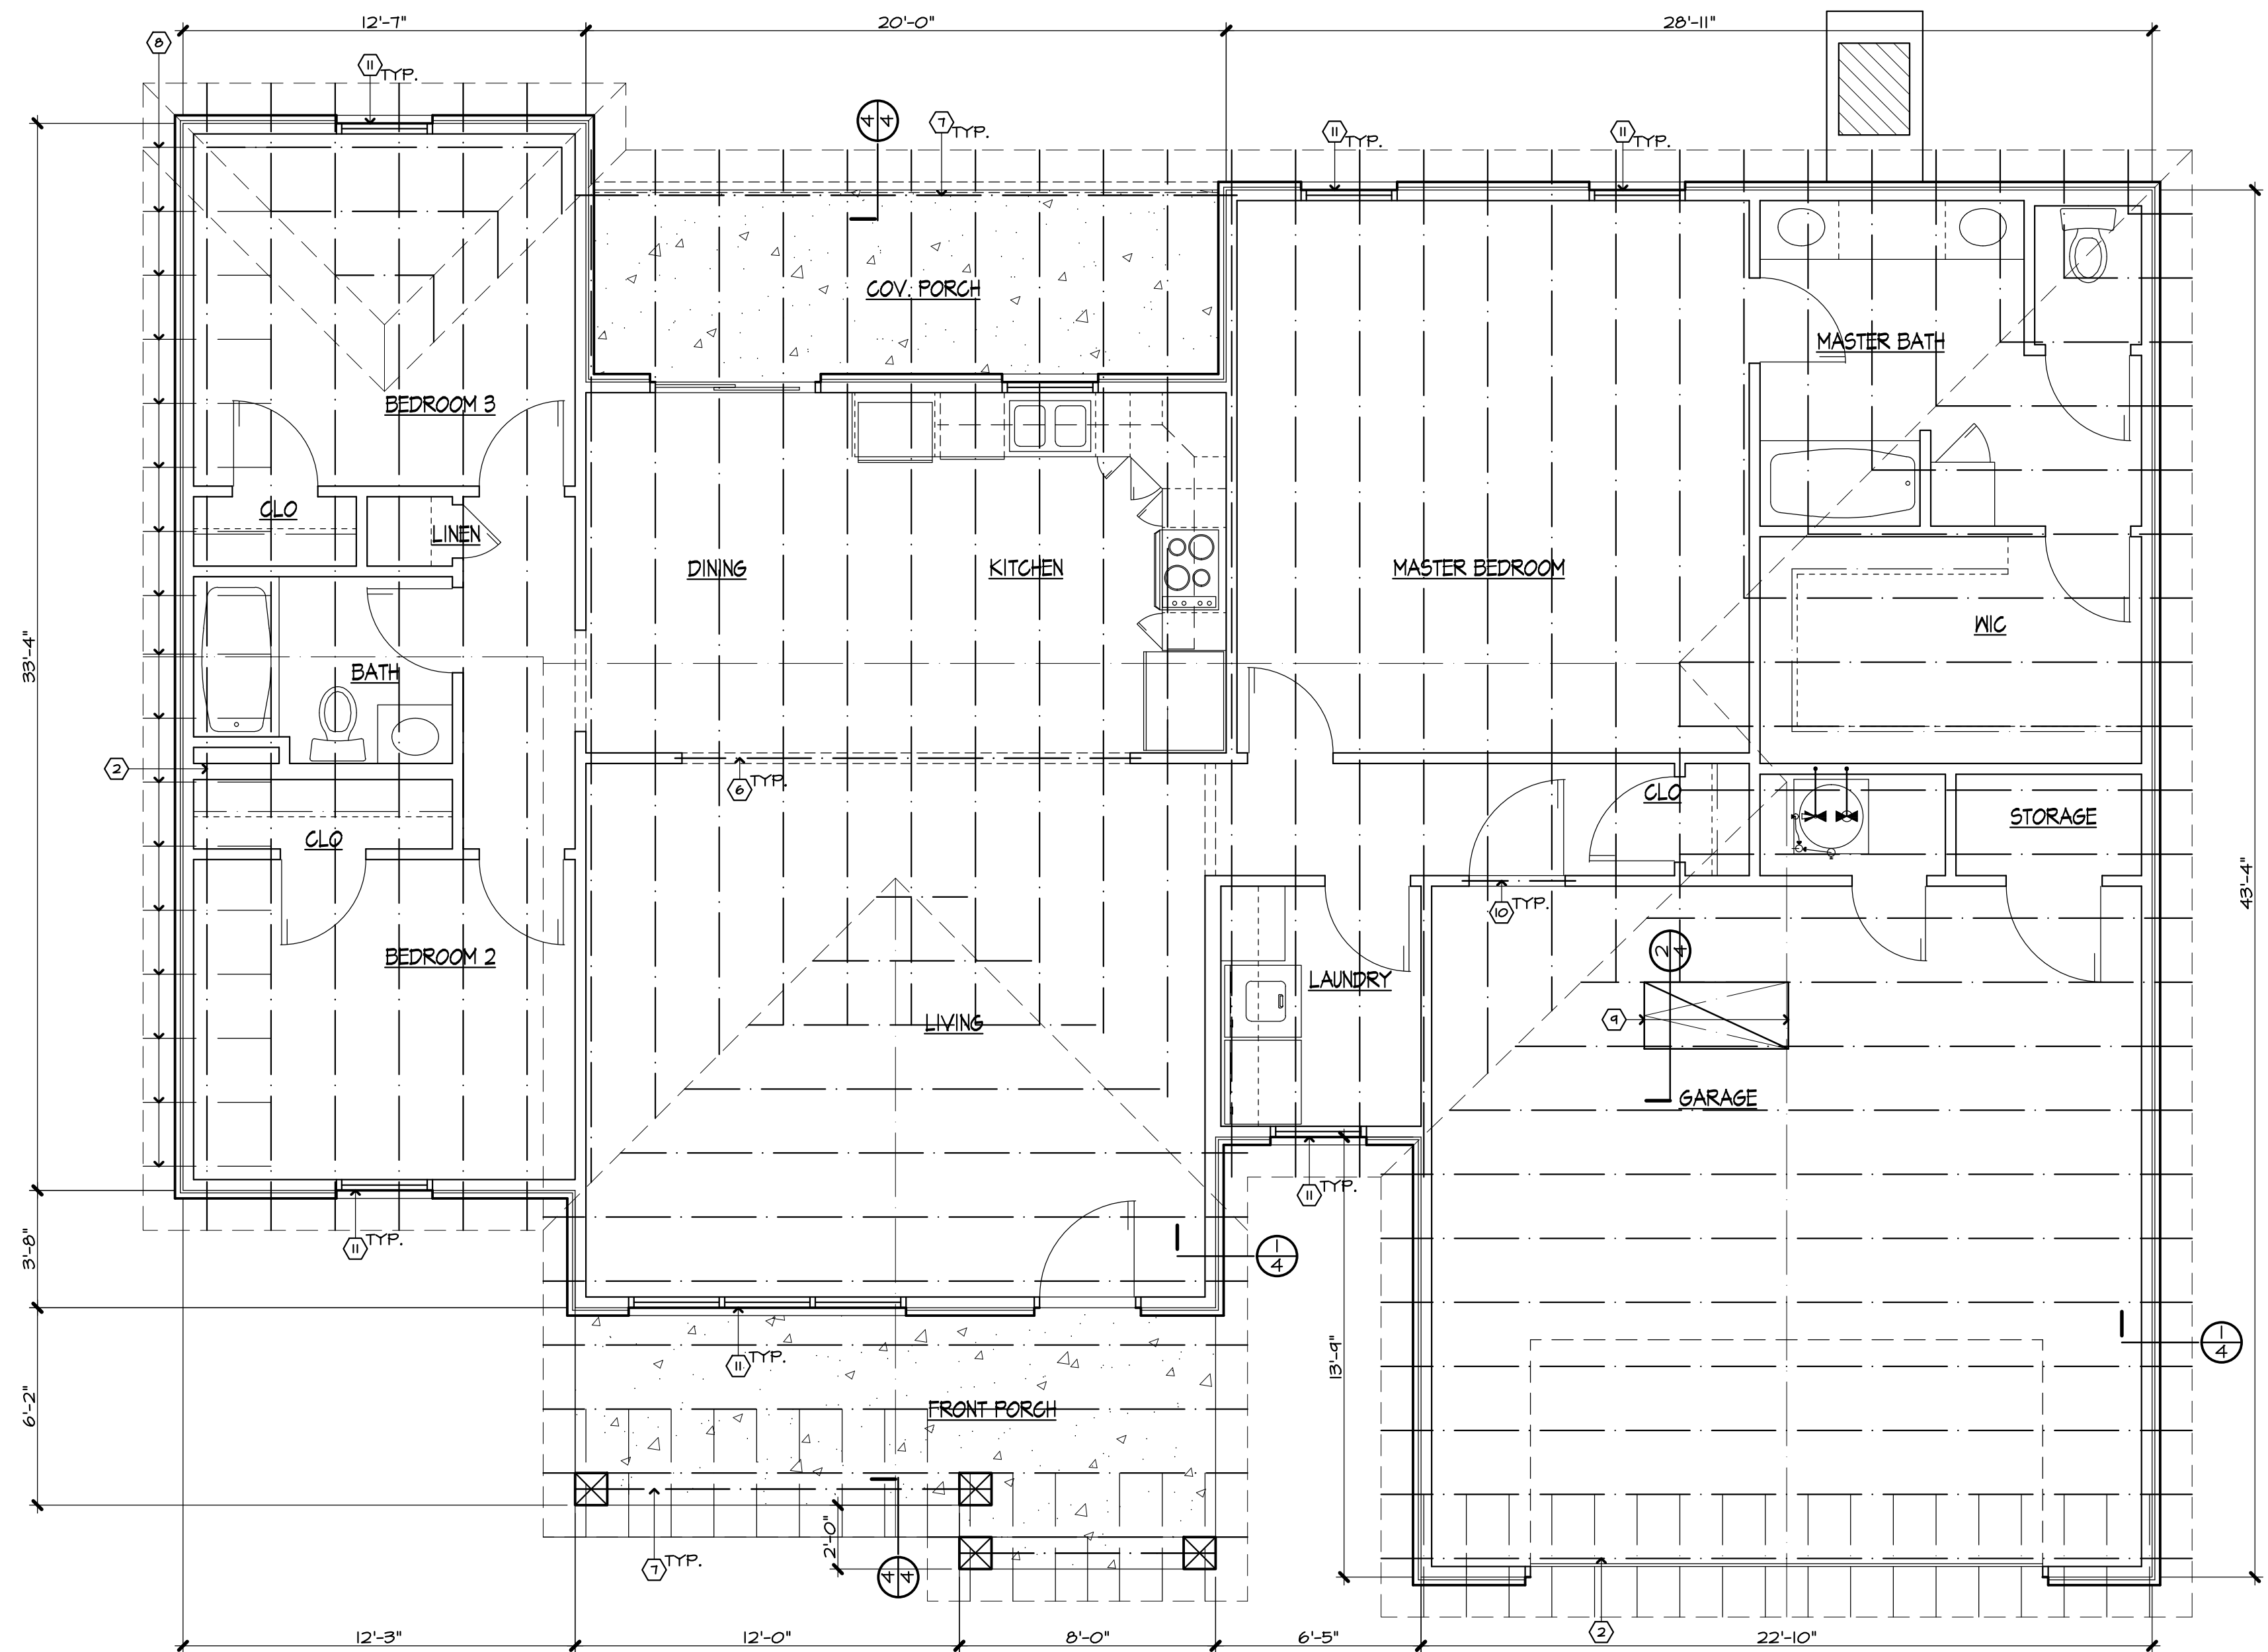 12'-7" 20'-0" 28'-11"
8
11 TYP.
4
4
7 TYP.
11 TYP.
11 TYP.
COV. PORCH
MASTER BATH
BEDROOM 3
CLO
LINEN
DINING
KITCHEN
MASTER BEDROOM
WIC
33'-4"
BATH
2
6 TYP.
CLO
STORAGE
CLO
43'-4"
10 TYP.
BEDROOM 2
2
4
LAUNDRY
LIVING
9
GARAGE
11 TYP.
11 TYP.
3'-8"
1
4
1
4
11 TYP.
13'-9"
6'-2"
FRONT PORCH
2'-0"
7 TYP.
4
4
2
12'-3" 12'-0" 8'-0" 6'-5" 22'-10"